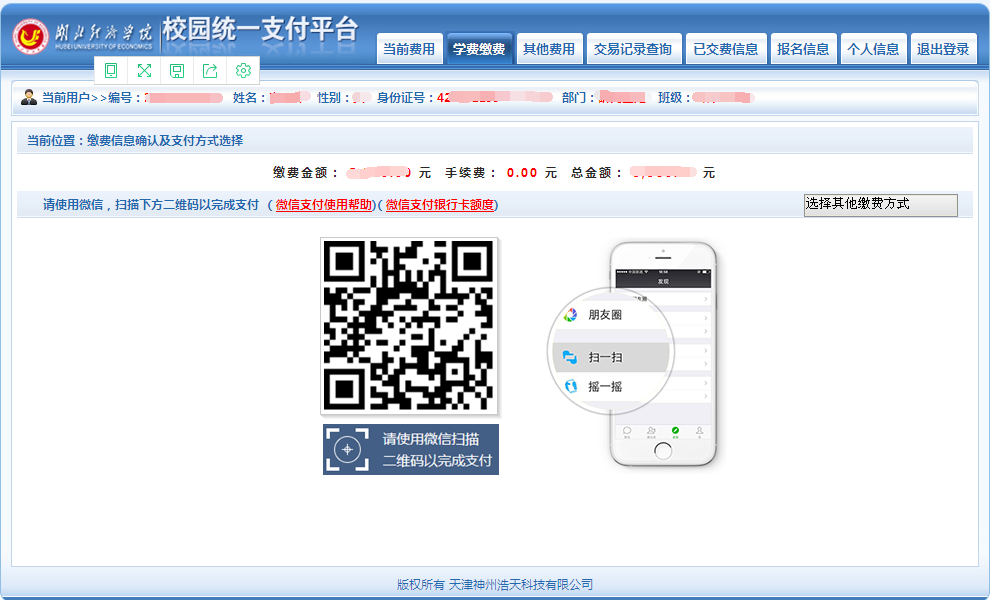 湖北经济学院 校园统一支付平台
HUBEI UNIVERSITY OF ECONOMICS
当前费用 学费缴费 其他费用 交易记录查询 已交费信息 报名信息 个人信息 退出登录
当前用户>>编号： 姓名： 性别： 身份证号：42 部门： 班级：
当前位置：缴费信息确认及支付方式选择
缴费金额： 元 手续费： 0.00 元 总金额： 元
请使用微信，扫描下方二维码以完成支付 （微信支付使用帮助)(微信支付银行卡额度)
选择其他缴费方式
发现
朋友圈
扫一扫
摇一摇
请使用微信扫描
二维码以完成支付
版权所有 天津神州浩天科技有限公司